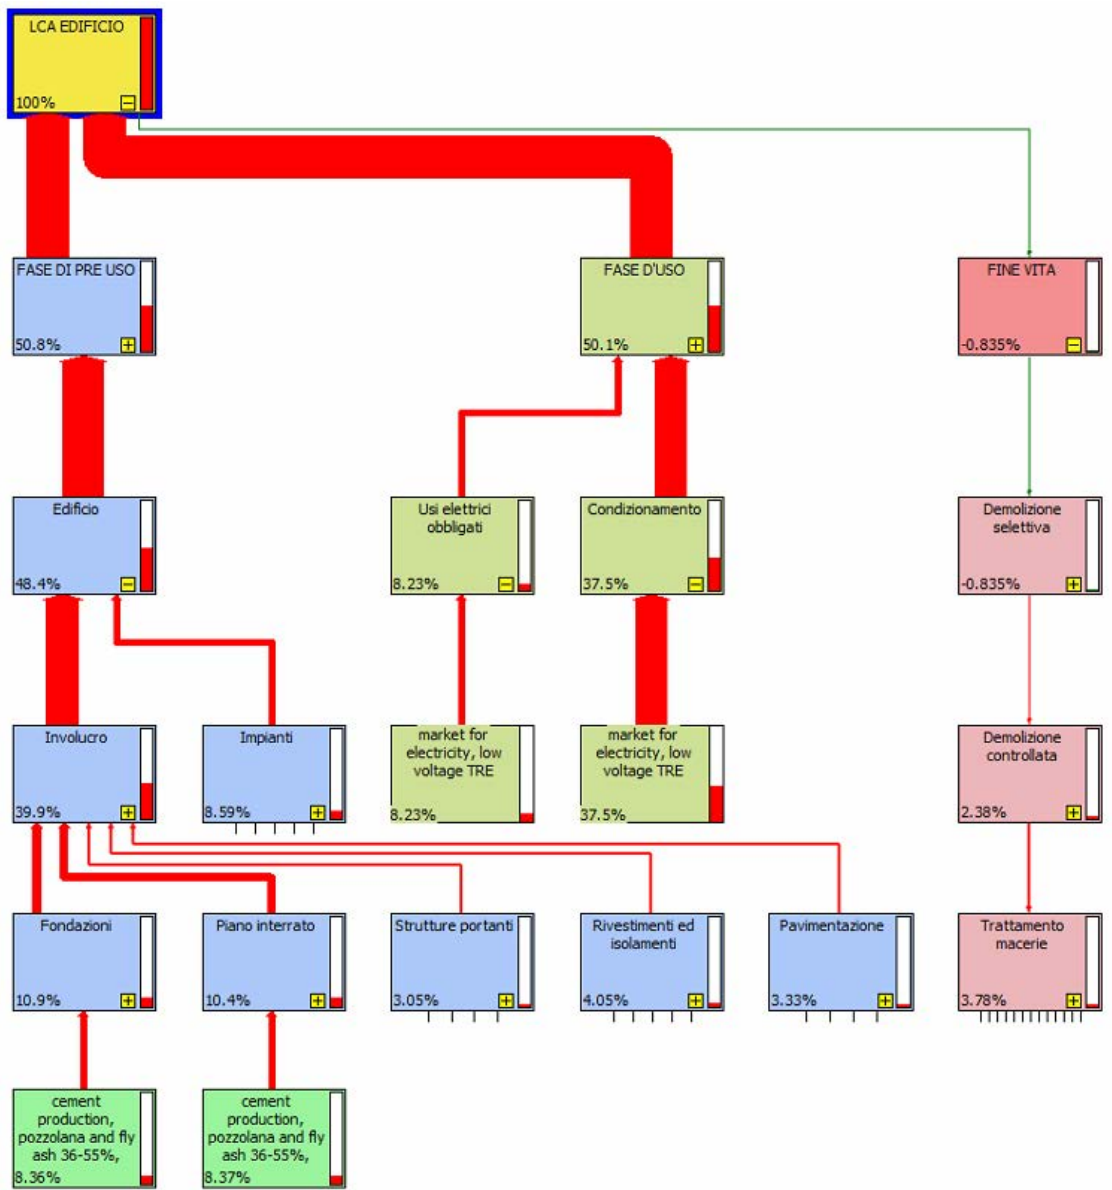 LCA EDIFICIO
100%
FASE DI PRE USO
50.8%
FASE D'USO
50.1%
FINE VITA
-0.835%
Edificio
48.4%
Usi elettrici
obbligati
8.23%
Condizionamento
37.5%
Demolizione
selettiva
-0.835%
Involucro
39.9%
Impianti
8.59%
market for
electricity, low
voltage TRE
8.23%
market for
electricity, low
voltage TRE
37.5%
Demolizione
controllata
2.38%
Fondazioni
10.9%
Piano interrato
10.4%
Strutture portanti
3.05%
Rivestimenti ed
isolamenti
4.05%
Pavimentazione
3.33%
Trattamento
macerie
3.78%
cement
production,
pozzolana and fly
ash 36-55%,
8.36%
cement
production,
pozzolana and fly
ash 36-55%,
8.37%